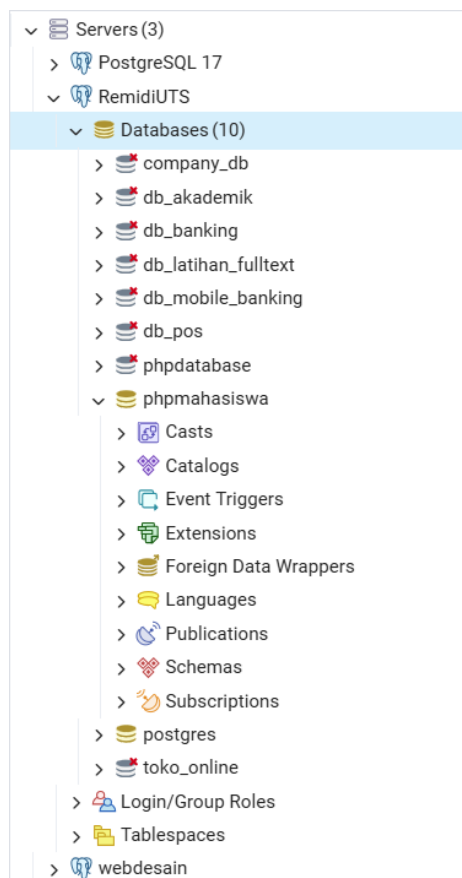 Servers (3)
PostgreSQL 17
RemidiUTS
Databases (10)
company_db
db_akademik
db_banking
db_latihan_fulltext
db_mobile_banking
db_pos
phpdatabase
phpmahasiswa
Casts
Catalogs
Event Triggers
Extensions
Foreign Data Wrappers
Languages
Publications
Schemas
Subscriptions
postgres
toko_online
Login/Group Roles
Tablespaces
webdesain